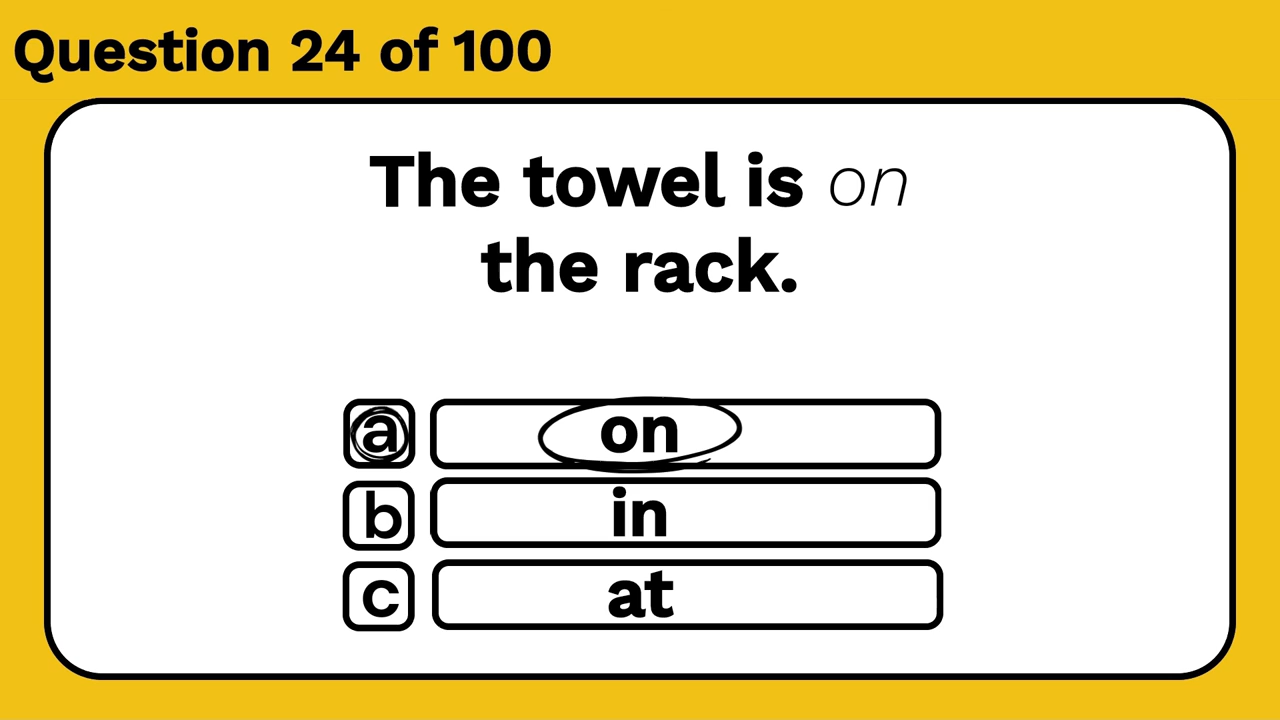 Question 24 of 100
The towel is on
the rack.
a on
b in
c at